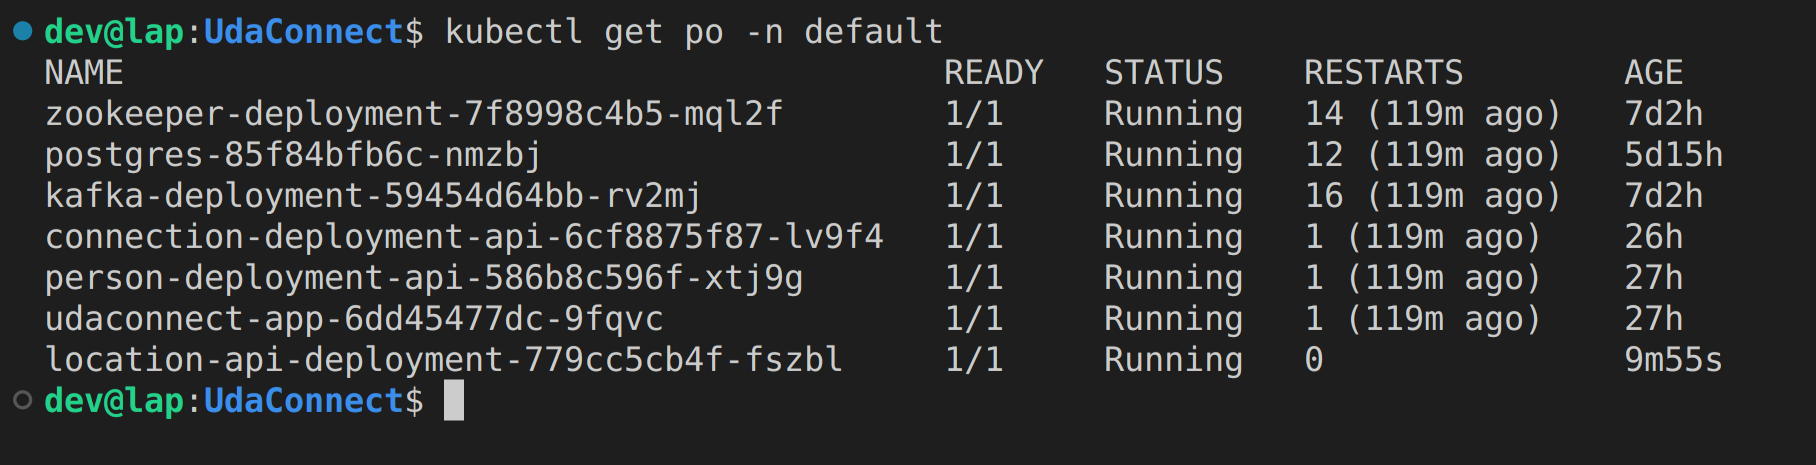 dev@lap:UdaConnect$ kubectl get po -n default
NAME                                         READY   STATUS    RESTARTS        AGE
zookeeper-deployment-7f8998c4b5-mql2f        1/1     Running   14 (119m ago)   7d2h
postgres-85f84bfb6c-nmzbj                    1/1     Running   12 (119m ago)   5d15h
kafka-deployment-59454d64bb-rv2mj            1/1     Running   16 (119m ago)   7d2h
connection-deployment-api-6cf8875f87-lv9f4   1/1     Running   1 (119m ago)    26h
person-deployment-api-586b8c596f-xtj9g       1/1     Running   1 (119m ago)    27h
udaconnect-app-6dd45477dc-9fqvc              1/1     Running   1 (119m ago)    27h
location-api-deployment-779cc5cb4f-fszbl     1/1     Running   0               9m55s
dev@lap:UdaConnect$